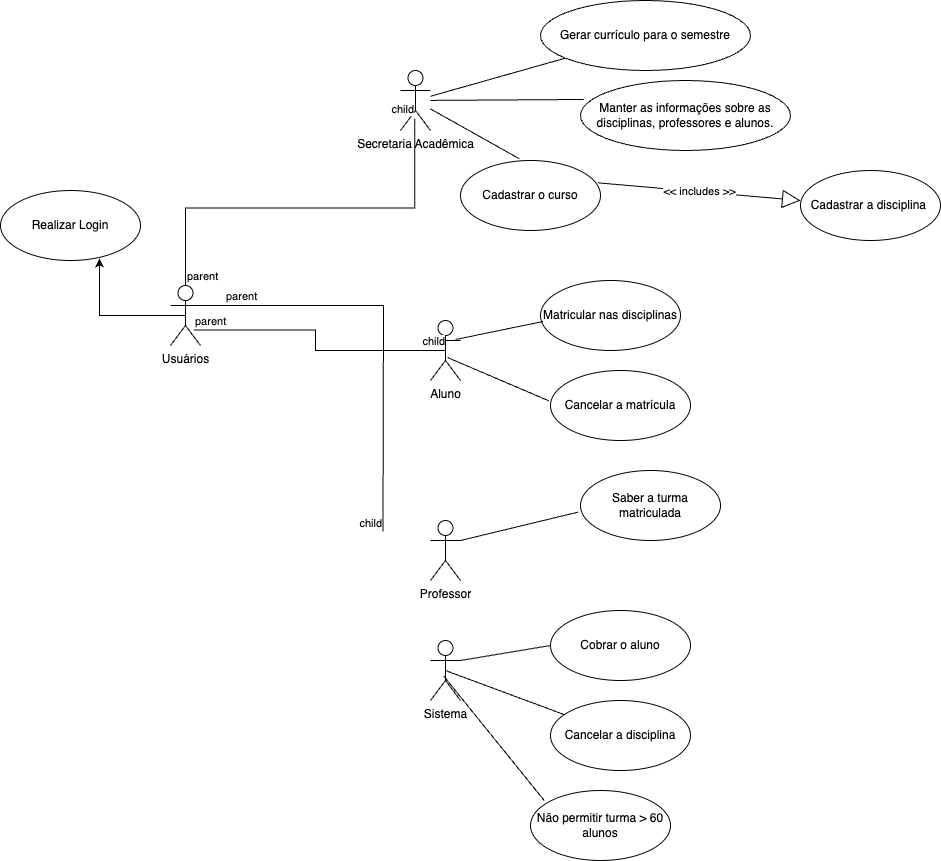 Gerar currículo para o semestre
child
Manter as informações sobre as
disciplinas, professores e alunos.
Secretaria Acadêmica
Cadastrar o curso
<< includes >>
Cadastrar a disciplina
Realizar Login
parent
parent
parent
Usuários
Matricular nas disciplinas
child
Aluno
Cancelar a matrícula
Saber a turma
matriculada
child
Professor
Cobrar o aluno
Sistema
Cancelar a disciplina
Não permitir turma > 60
alunos